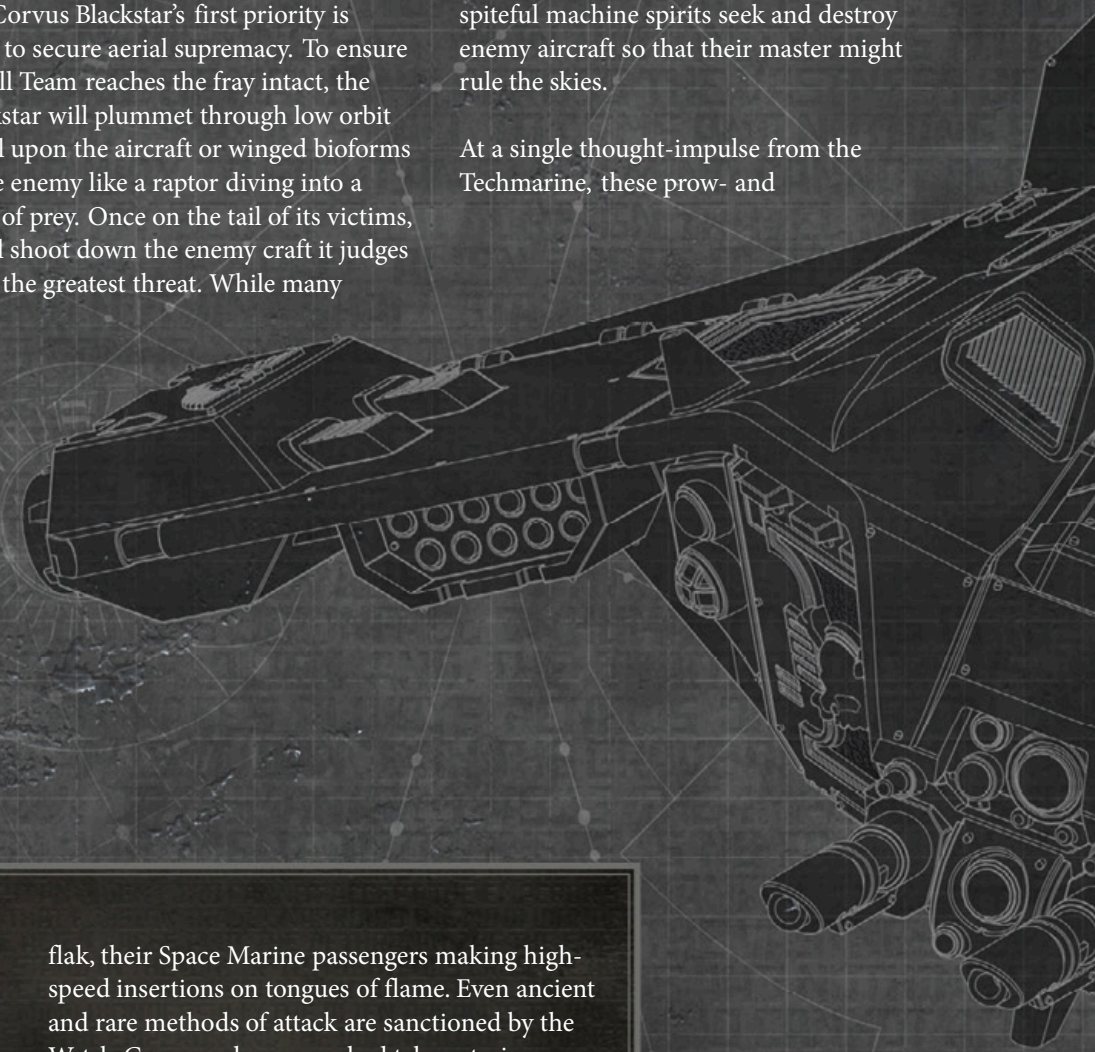 Corvus Blackstar's first priority is
to secure aerial supremacy. To ensure
Team reaches the fray intact, the
will plummet through low orbit
upon the aircraft or winged bioforms
enemy like a raptor diving into a
of prey. Once on the tail of its victims,
shoot down the enemy craft it judges
the greatest threat. While many
spiteful machine spirits seek and destroy
enemy aircraft so that their master might
rule the skies.
At a single thought-impulse from the
Techmarine, these prow- and
flak, their Space Marine passengers making high-
speed insertions on tongues of flame. Even ancient
and rare methods of attack are sanctioned by the